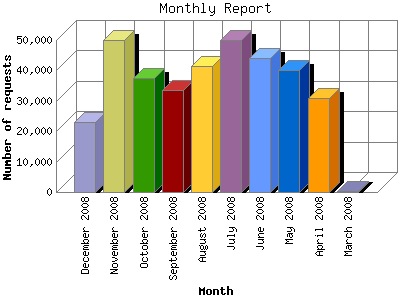 Monthly Report
Number of requests
50,000
40,000
30,000
20,000
10,000
0
December 2008
November 2008
October 2008
September 2008
August 2008
July 2008
June 2008
May 2008
April 2008
March 2008
Month